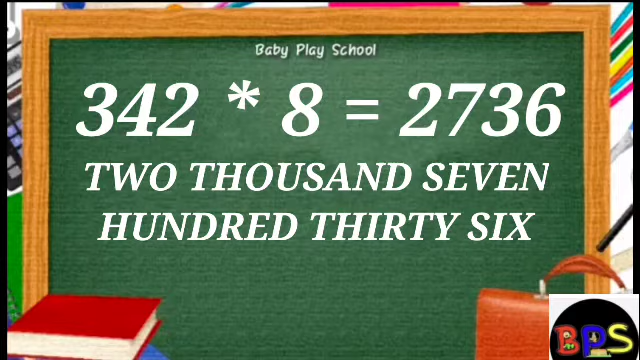 Baby Play School
342 * 8 = 2736
TWO THOUSAND SEVEN
HUNDRED THIRTY SIX
BPS